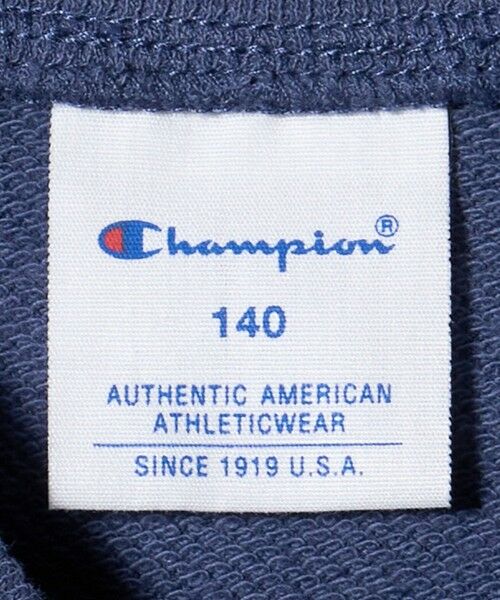 Champion®
140
AUTHENTIC AMERICAN
ATHLETICWEAR
SINCE 1919 U.S.A.